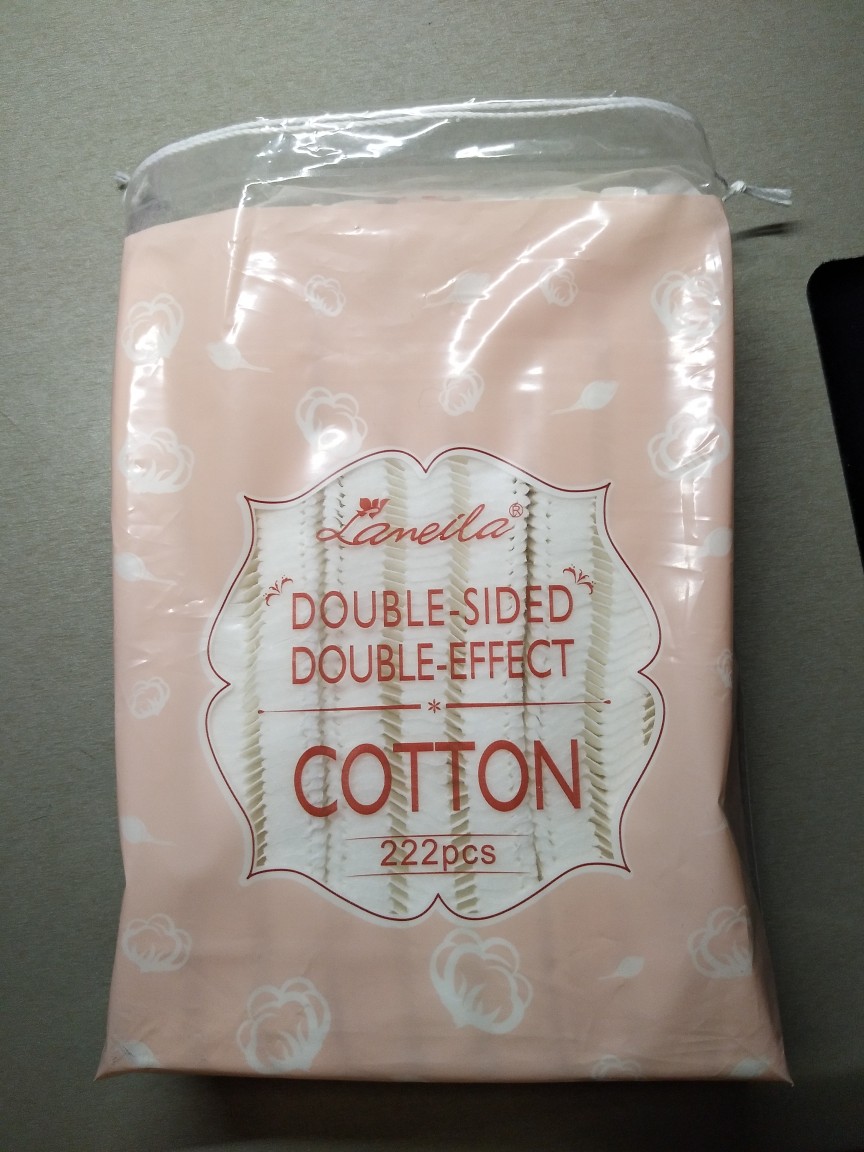 Laneila®
DOUBLE-SIDED
DOUBLE-EFFECT
*
COTTON
222pcs